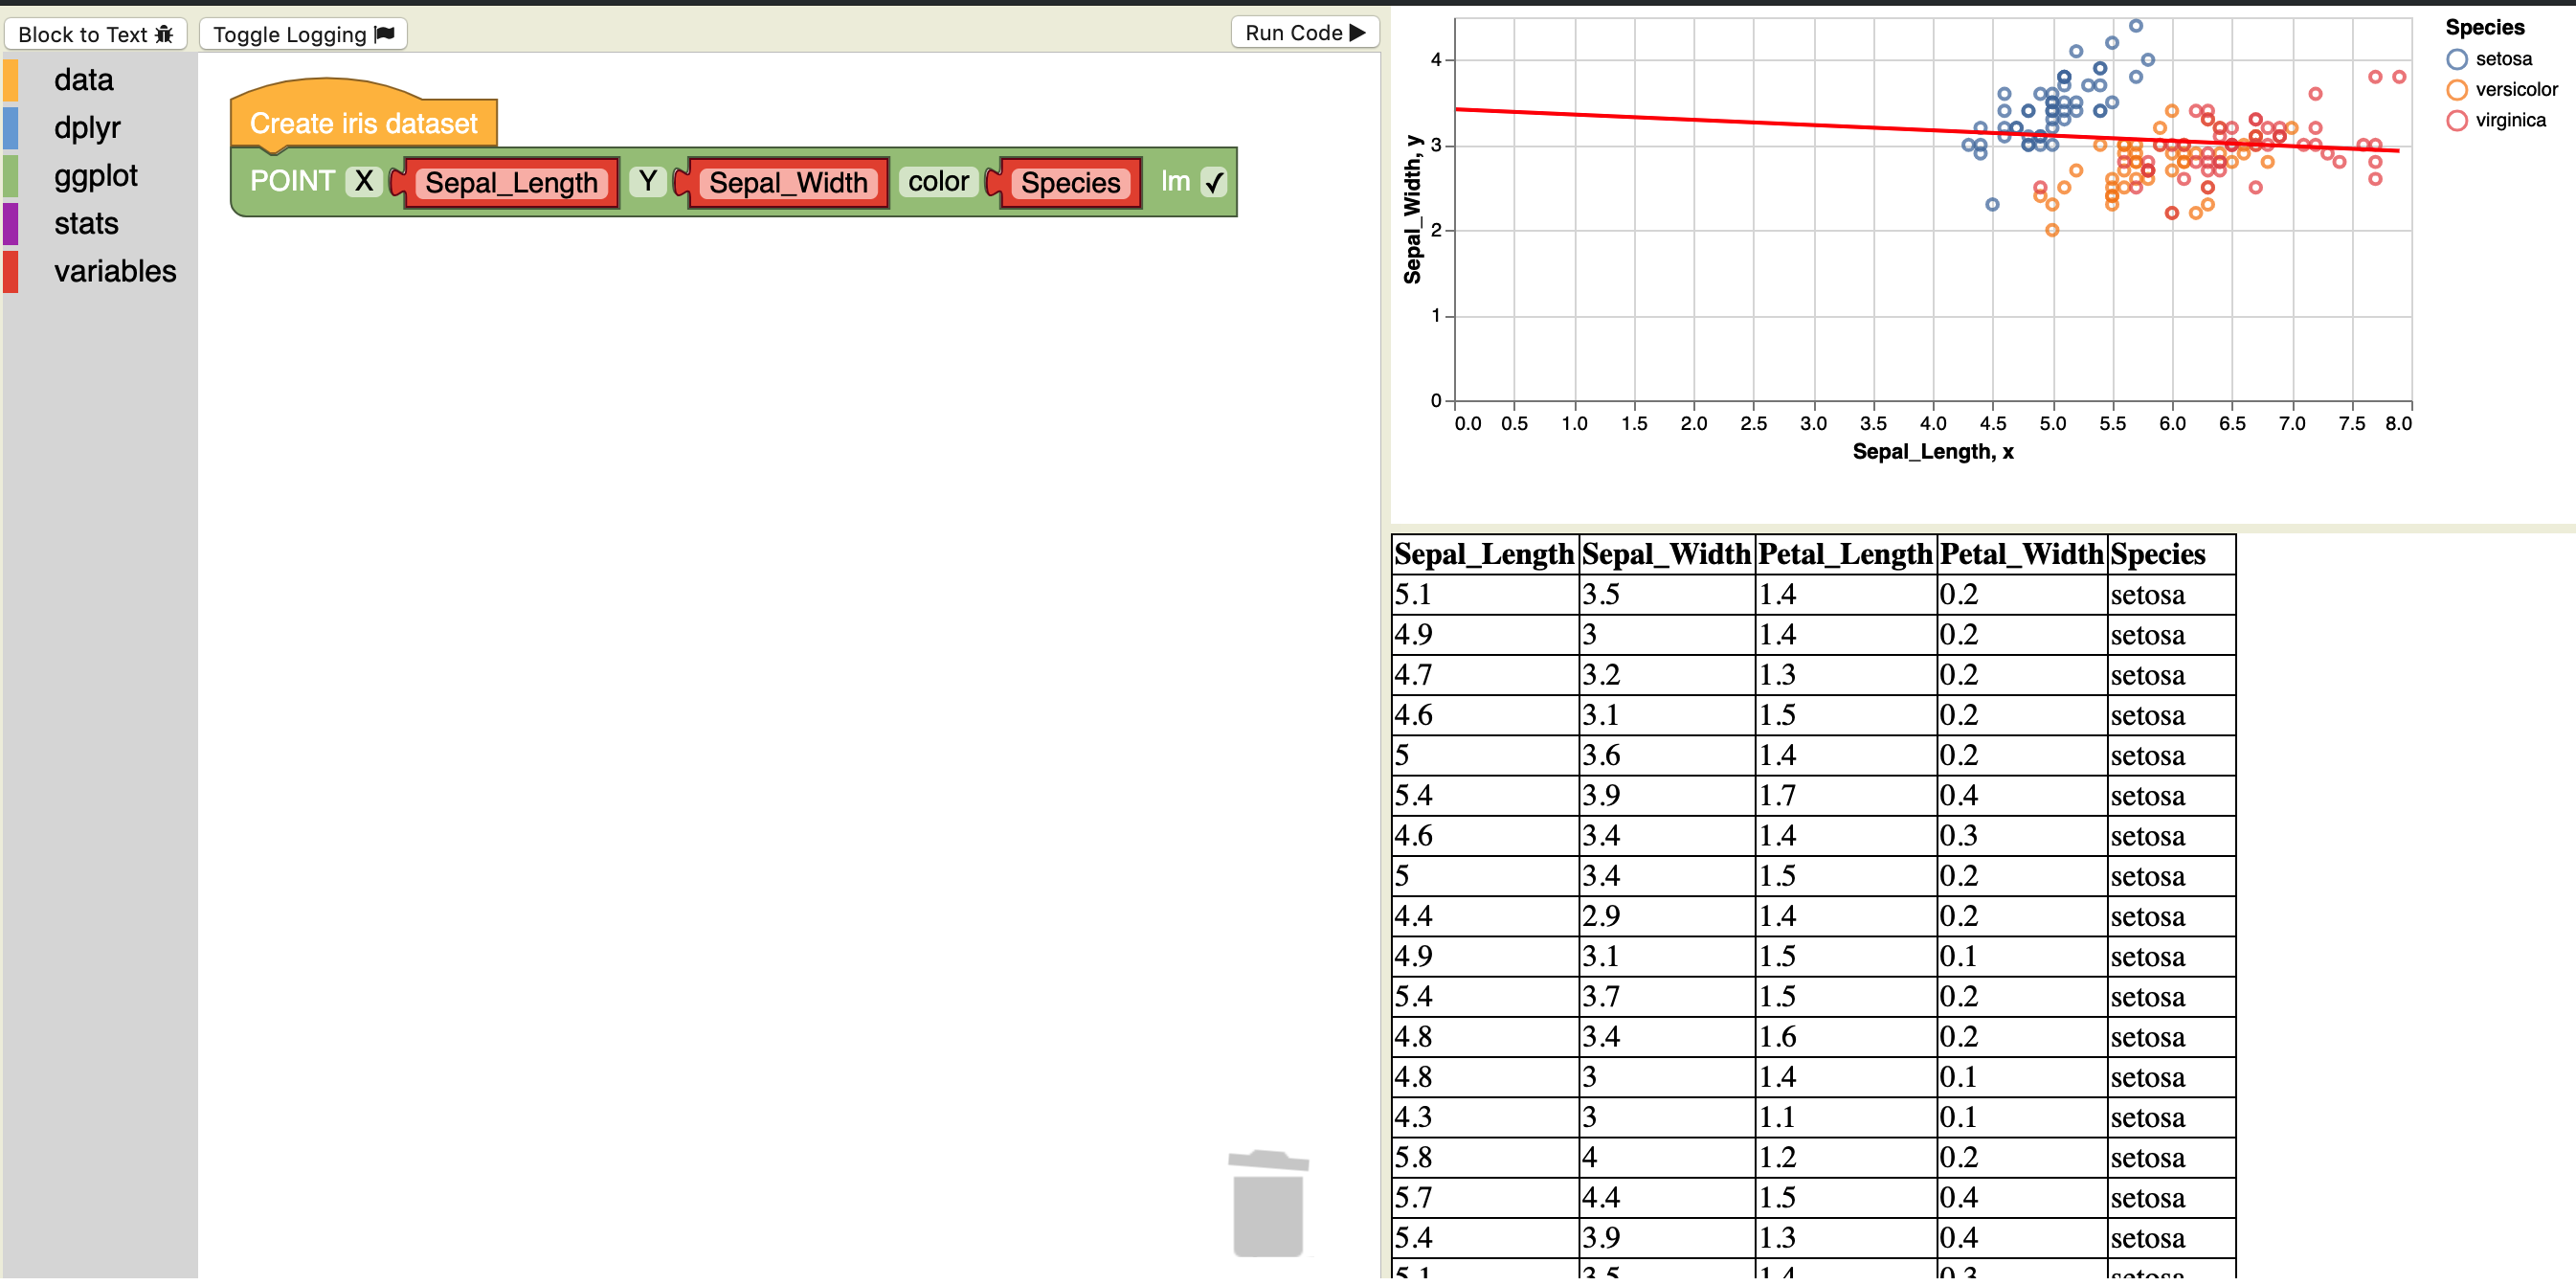 Block to Text
Toggle Logging
Run Code
data
dplyr
ggplot
stats
variables
Create iris dataset
POINT X Sepal_Length Y Sepal_Width color Species lm
4
3
2
1
0
Sepal_Width, y
0.0 0.5 1.0 1.5 2.0 2.5 3.0 3.5 4.0 4.5 5.0 5.5 6.0 6.5 7.0 7.5 8.0
Sepal_Length, x
Species
setosa
versicolor
virginica
Sepal_Length Sepal_Width Petal_Length Petal_Width Species
5.1 3.5 1.4 0.2 setosa
4.9 3 1.4 0.2 setosa
4.7 3.2 1.3 0.2 setosa
4.6 3.1 1.5 0.2 setosa
5 3.6 1.4 0.2 setosa
5.4 3.9 1.7 0.4 setosa
4.6 3.4 1.4 0.3 setosa
5 3.4 1.5 0.2 setosa
4.4 2.9 1.4 0.2 setosa
4.9 3.1 1.5 0.1 setosa
5.4 3.7 1.5 0.2 setosa
4.8 3.4 1.6 0.2 setosa
4.8 3 1.4 0.1 setosa
4.3 3 1.1 0.1 setosa
5.8 4 1.2 0.2 setosa
5.7 4.4 1.5 0.4 setosa
5.4 3.9 1.3 0.4 setosa
5.1 3.5 1.4 0.3 setosa